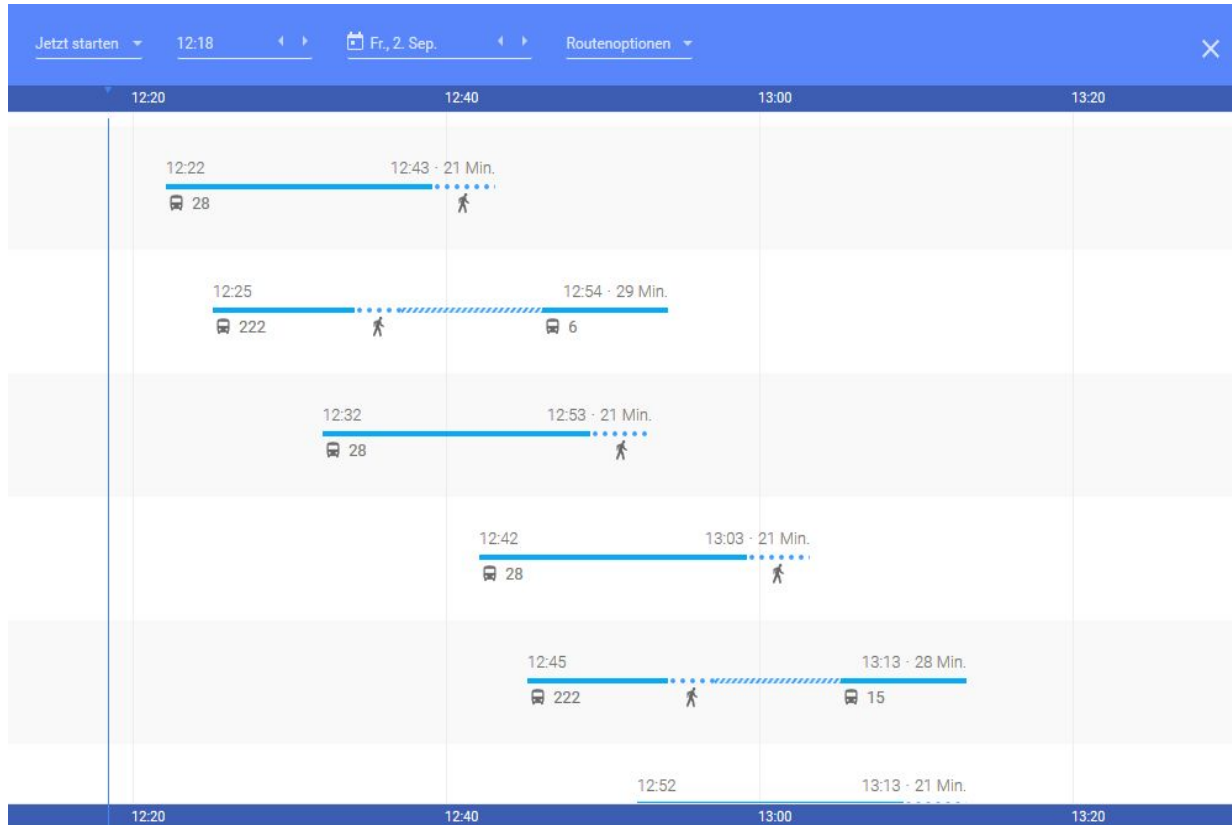 Jetzt starten 12:18 Fr., 2. Sep. Routenoptionen
12:20 12:40 13:00 13:20
12:22 12:43 · 21 Min.
28
12:25 12:54 · 29 Min.
222 6
12:32 12:53 · 21 Min.
28
12:42 13:03 · 21 Min.
28
12:45 13:13 · 28 Min.
222 15
12:52 13:13 · 21 Min.
12:20 12:40 13:00 13:20